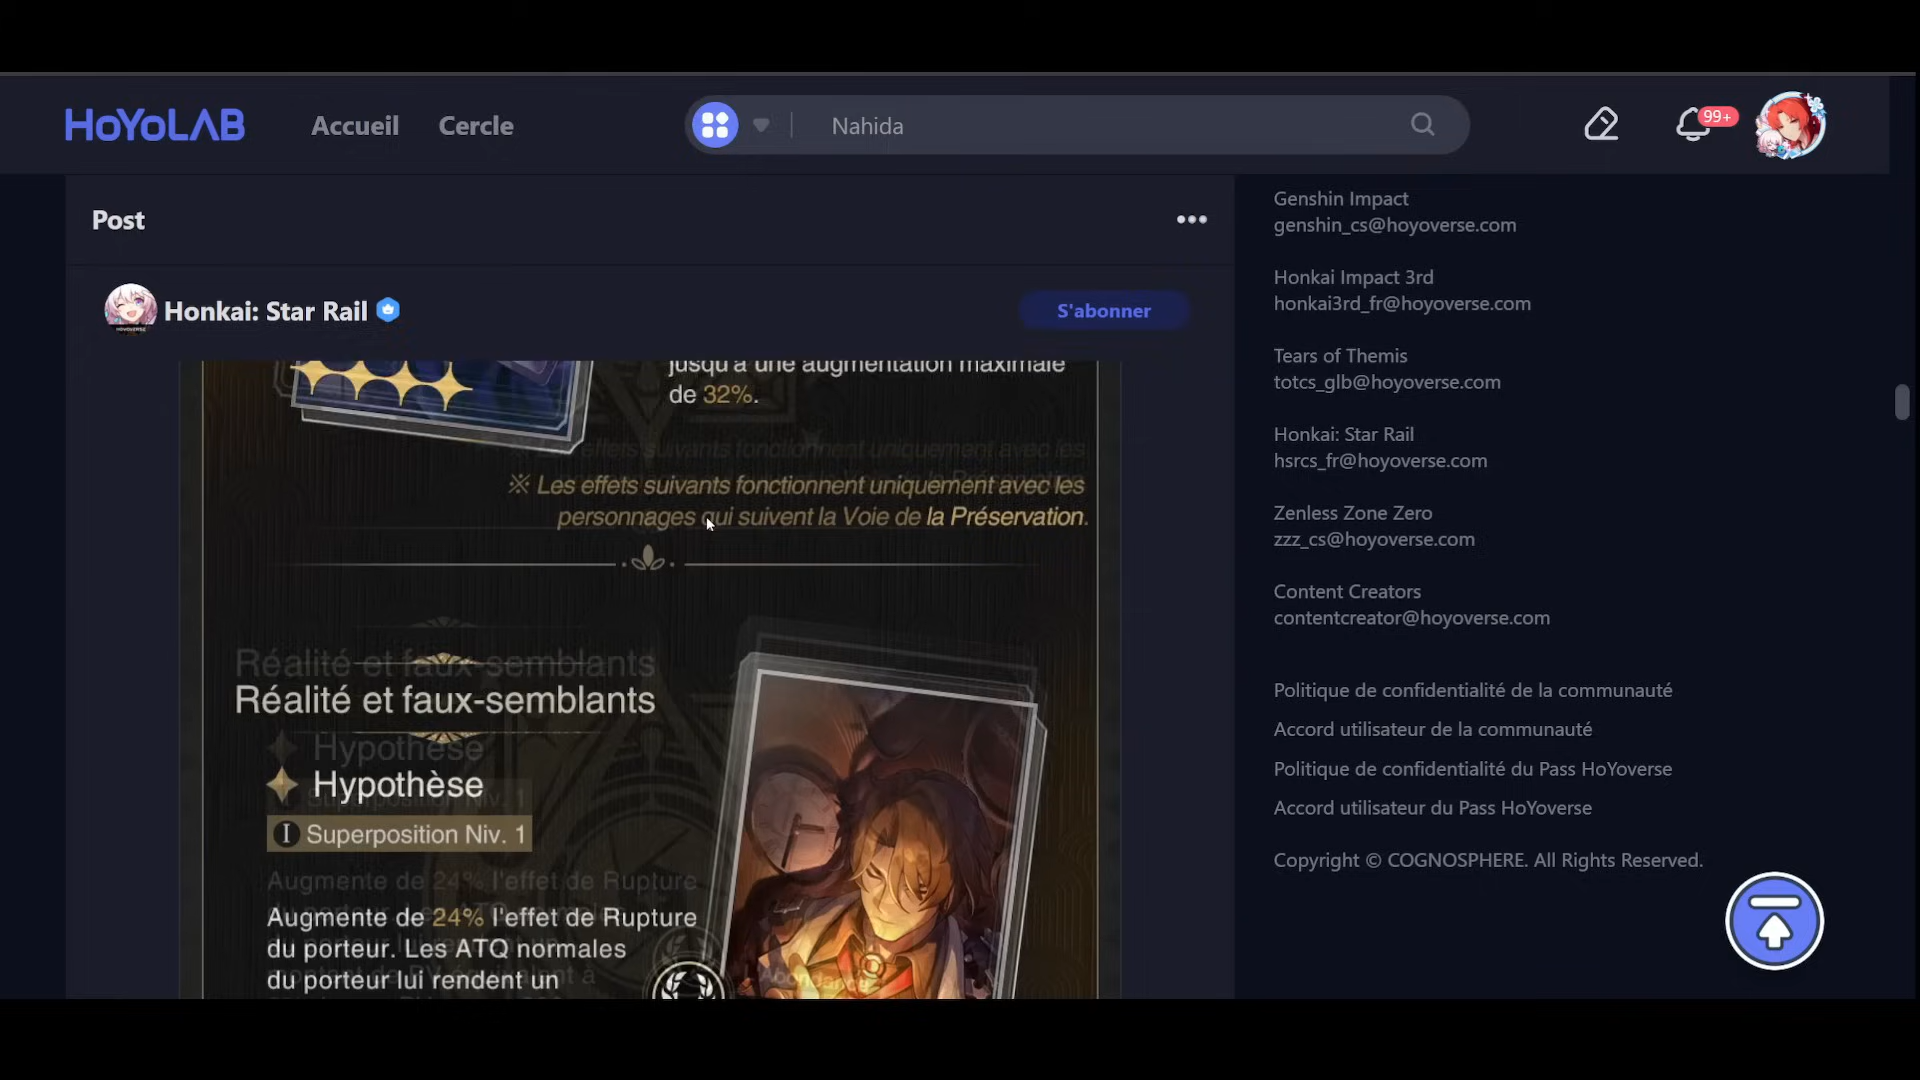 HoYoLAB
Accueil
Cercle
Nahida
99+
Post
Honkai: Star Rail
S'abonner
jusqu'à une augmentation maximale
de 32%.
※ Les effets suivants fonctionnent uniquement avec les
personnages qui suivent la Voie de la Préservation.
Réalité et faux-semblants
Hypothèse
I Superposition Niv. 1
Augmente de 24% l'effet de Rupture
du porteur. Les ATQ normales
du porteur lui rendent un
Genshin Impact
genshin_cs@hoyoverse.com
Honkai Impact 3rd
honkai3rd_fr@hoyoverse.com
Tears of Themis
totcs_glb@hoyoverse.com
Honkai: Star Rail
hsrcs_fr@hoyoverse.com
Zenless Zone Zero
zzz_cs@hoyoverse.com
Content Creators
contentcreator@hoyoverse.com
Politique de confidentialité de la communauté
Accord utilisateur de la communauté
Politique de confidentialité du Pass HoYoverse
Accord utilisateur du Pass HoYoverse
Copyright © COGNOSPHERE. All Rights Reserved.